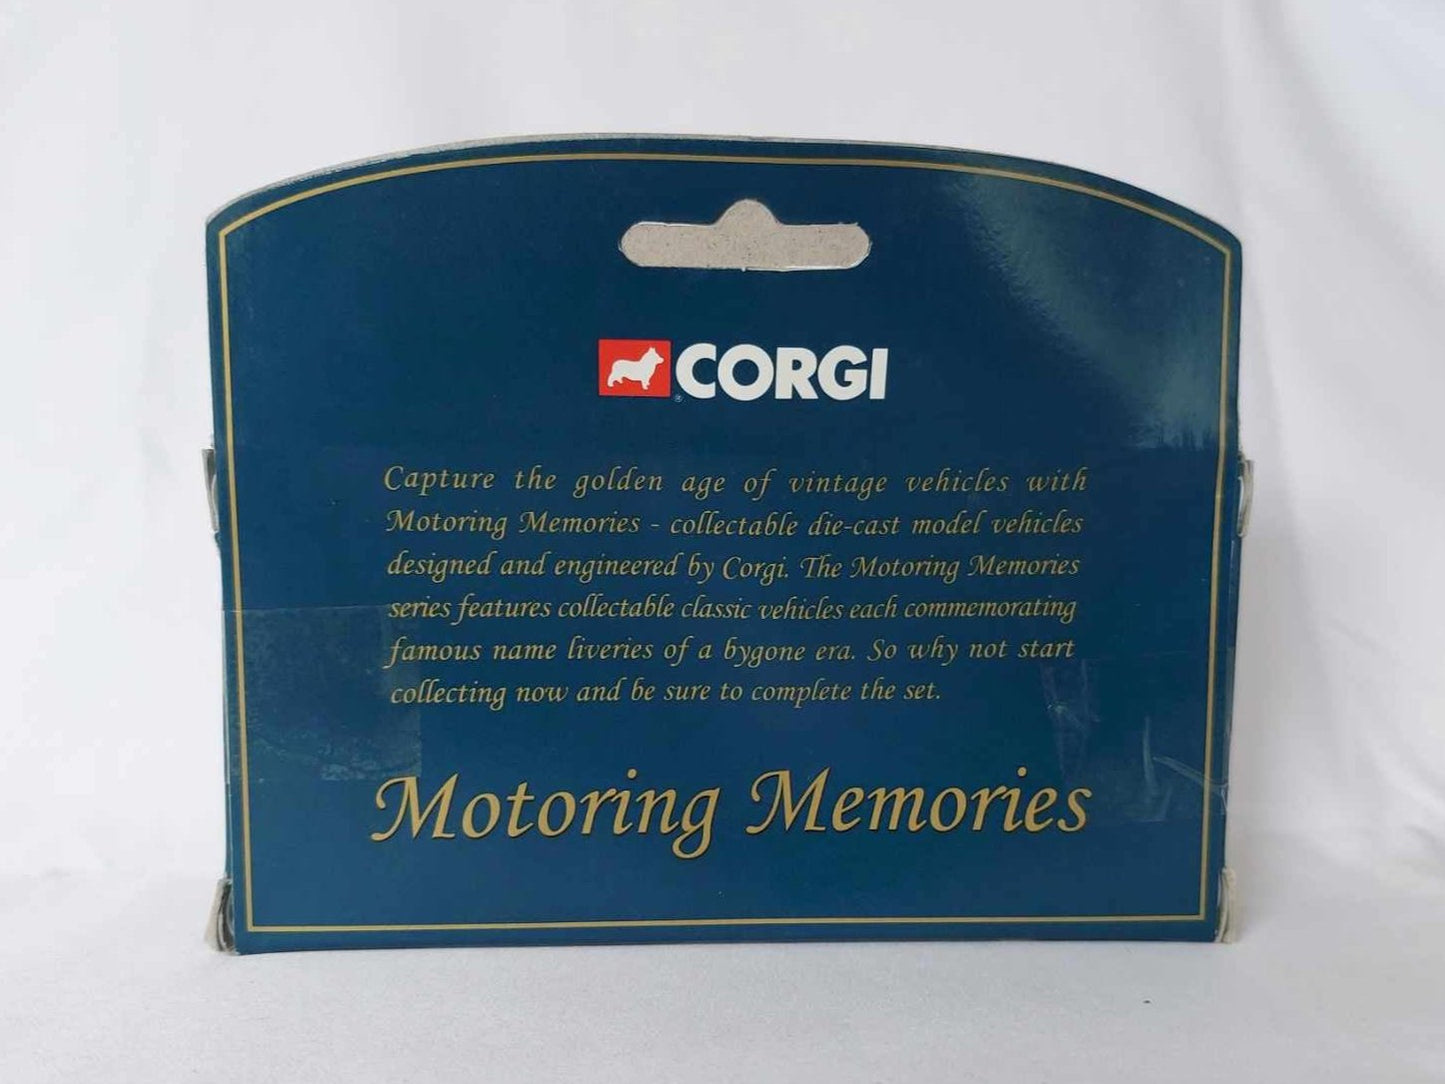 ® CORGI
Capture the golden age of vintage vehicles with
Motoring Memories - collectable die-cast model vehicles
designed and engineered by Corgi. The Motoring Memories
series features collectable classic vehicles each commemorating
famous name liveries of a bygone era. So why not start
collecting now and be sure to complete the set.
Motoring Memories